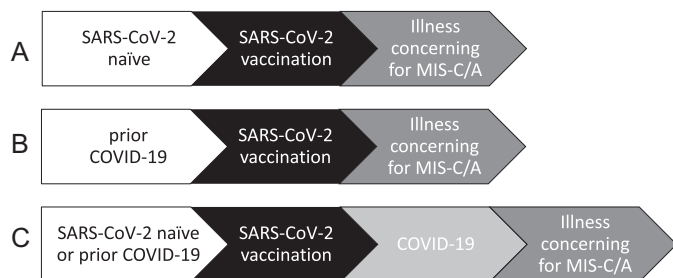 A
SARS-CoV-2
naïve
SARS-CoV-2
vaccination
Illness
concerning
for MIS-C/A
B
prior
COVID-19
SARS-CoV-2
vaccination
Illness
concerning
for MIS-C/A
C
SARS-CoV-2 naïve
or prior COVID-19
SARS-CoV-2
vaccination
COVID-19
Illness
concerning
for MIS-C/A